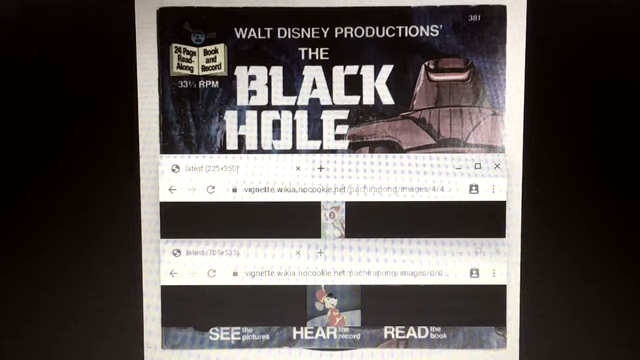 381
WALT DISNEY PRODUCTIONS'
THE
BLACK
HOLE
24 Page Read-Along
Book and Record
33⅓ RPM
latest (225×350)
vignette.wikia.nocookie.net/pachirapong/images/4/4...
latest (705×535)
vignette.wikia.nocookie.net/pachirapong/images/d/d...
SEE the pictures HEAR the record READ the book